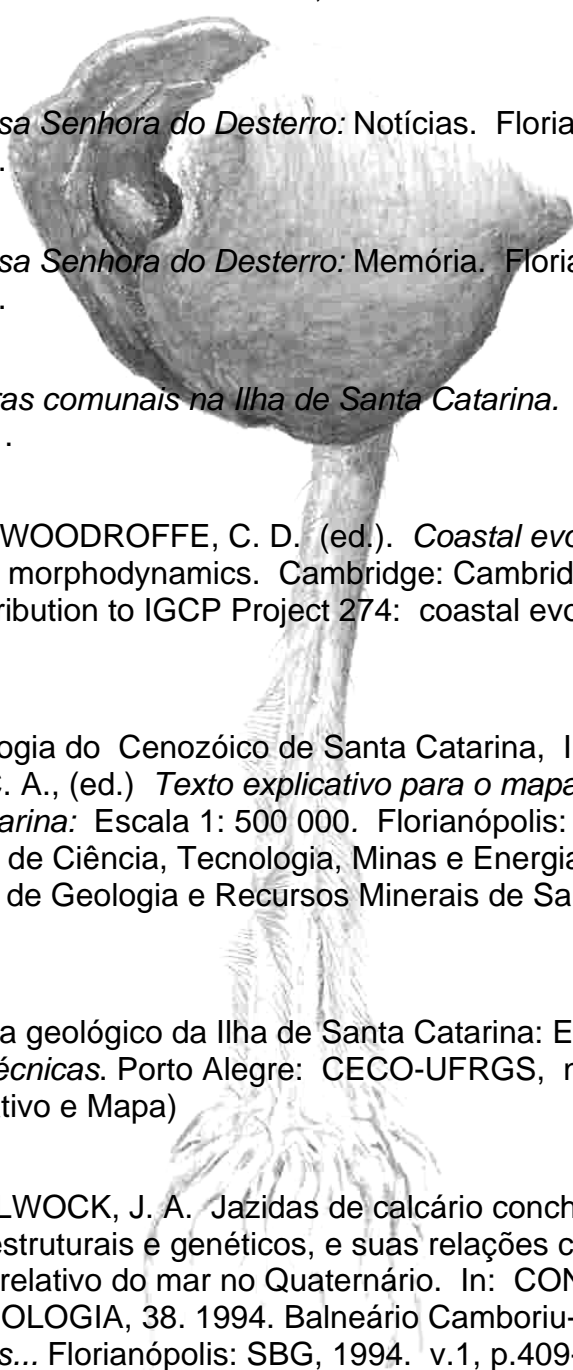 sa Senhora do Desterro: Notícias. Floria
.
sa Senhora do Desterro: Memória. Floria
.
ras comunais na Ilha de Santa Catarina.
.
WOODROFFE, C. D. (ed.). Coastal evo
morphodynamics. Cambridge: Cambrid
ribution to IGCP Project 274: coastal evo
ogia do Cenozóico de Santa Catarina, I
C. A., (ed.) Texto explicativo para o mapa
arina: Escala 1: 500 000. Florianópolis:
de Ciência, Tecnologia, Minas e Energia
de Geologia e Recursos Minerais de Sa
a geológico da Ilha de Santa Catarina: E
écnicas. Porto Alegre: CECO-UFRGS, n
tivo e Mapa)
LWOCK, J. A. Jazidas de calcário conch
estruturais e genéticos, e suas relações c
relativo do mar no Quaternário. In: CON
OLOGIA, 38. 1994. Balneário Camboriu-
s... Florianópolis: SBG, 1994. v.1, p.409-